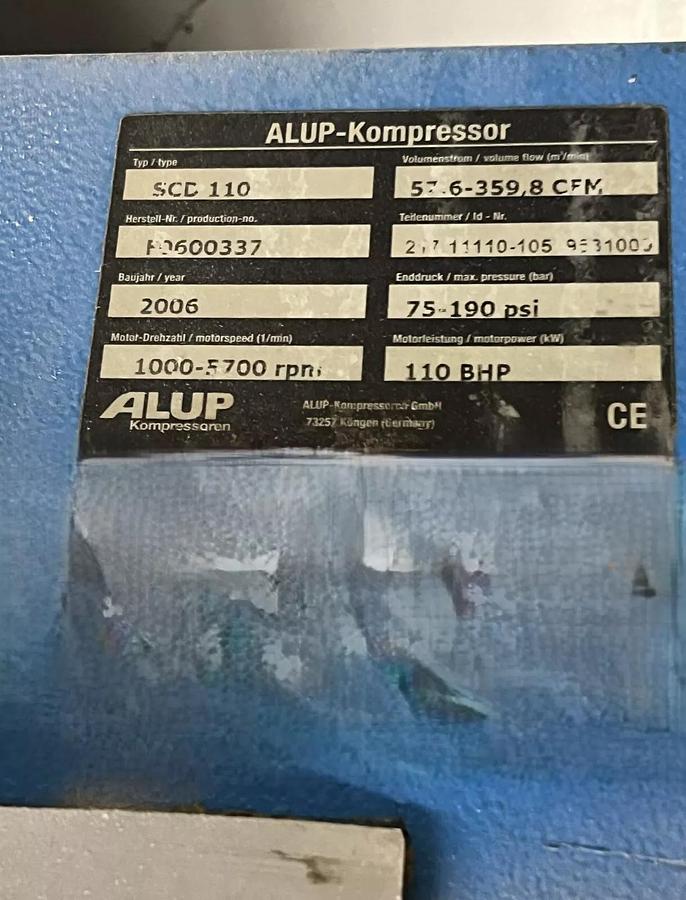 ALUP-Kompressor
Typ / type
SCD 110
Volumenstrom / volume flow (m³/min)
57.6-359,8 CFM
Herstell-Nr. / production-no.
Teilenummer / Id - Nr.
11110-105
Baujahr / year
2006
Enddruck / max. pressure (bar)
75-190 psi
Motor-Drehzahl / motorspeed (1/min)
1000-5700 rpm
Motorleistung / motorpower (kW)
110 BHP
ALUP
Kompressoren
ALUP-Kompressoren GmbH
73257 Köngen (Germany)
CE